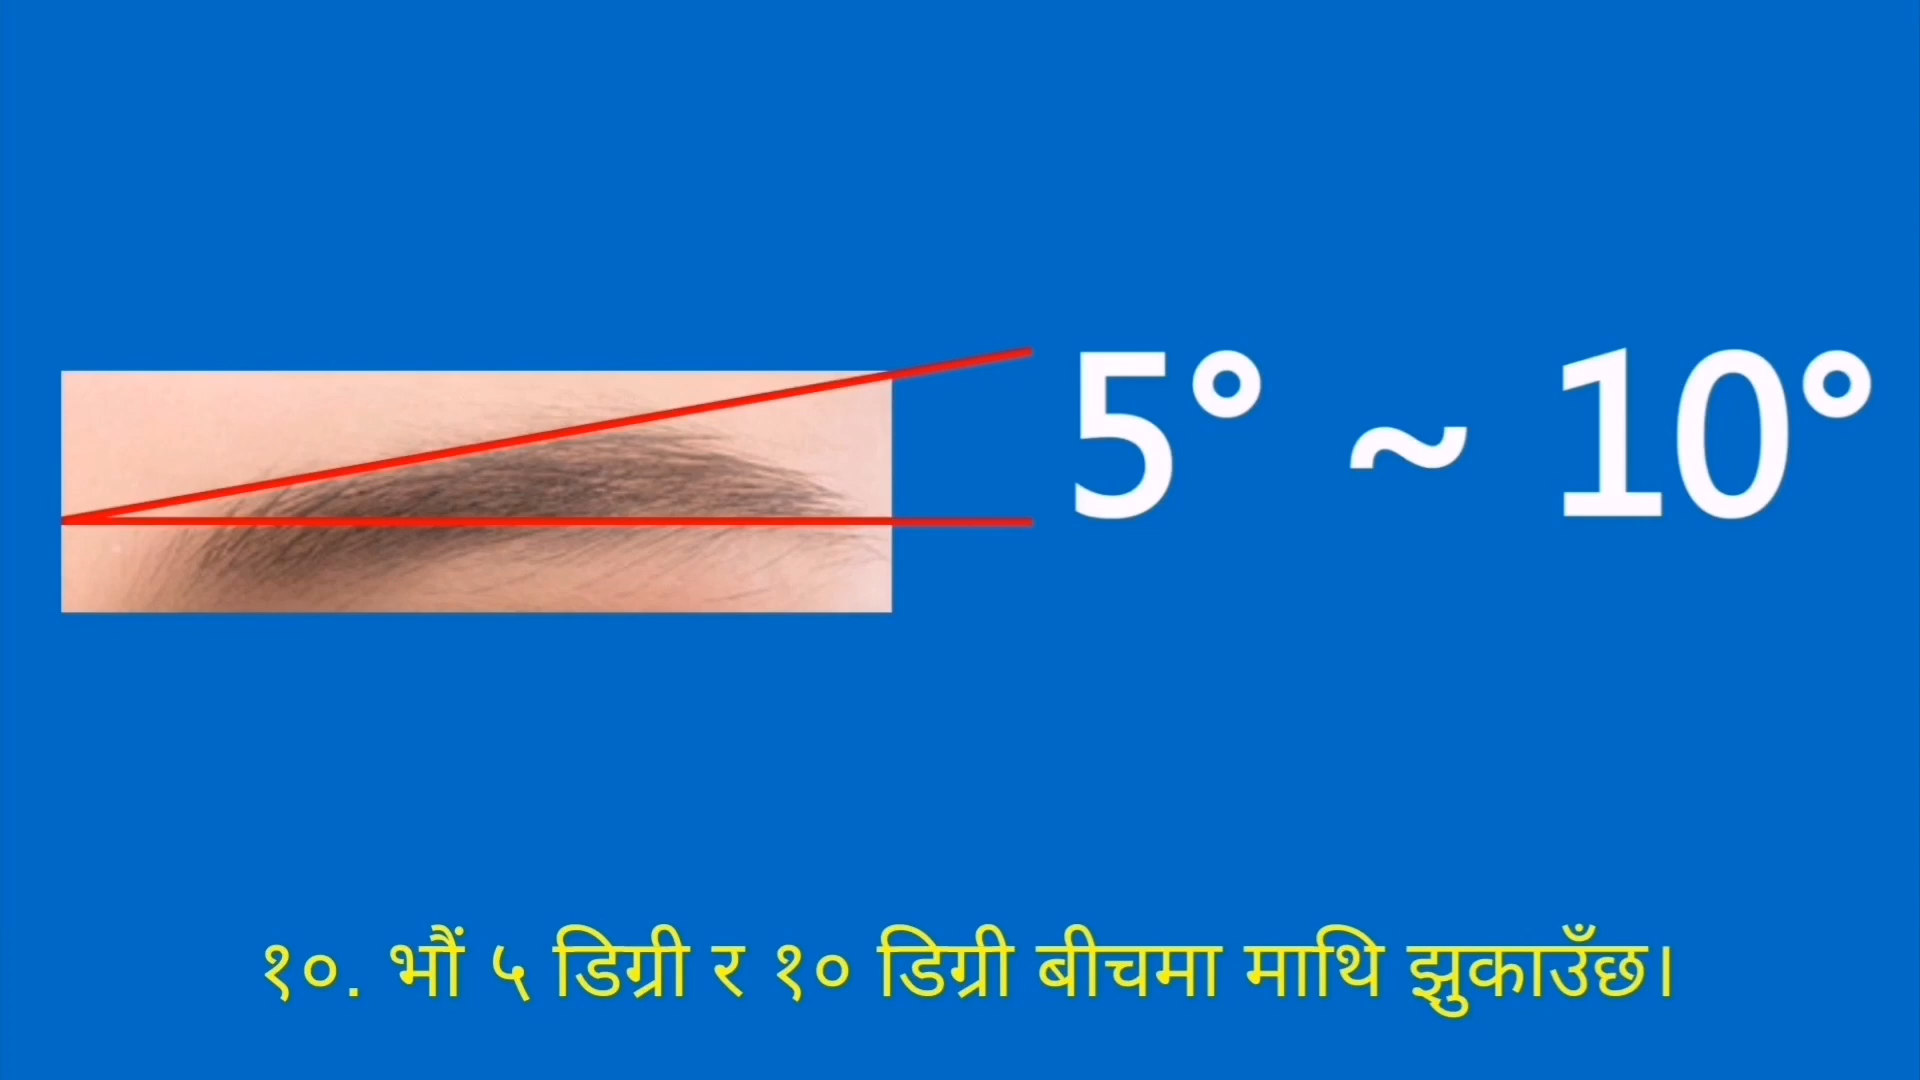 5° ~ 10°
१०. भौं ५ डिग्री र १० डिग्री बीचमा माथि झुकाउँछ।